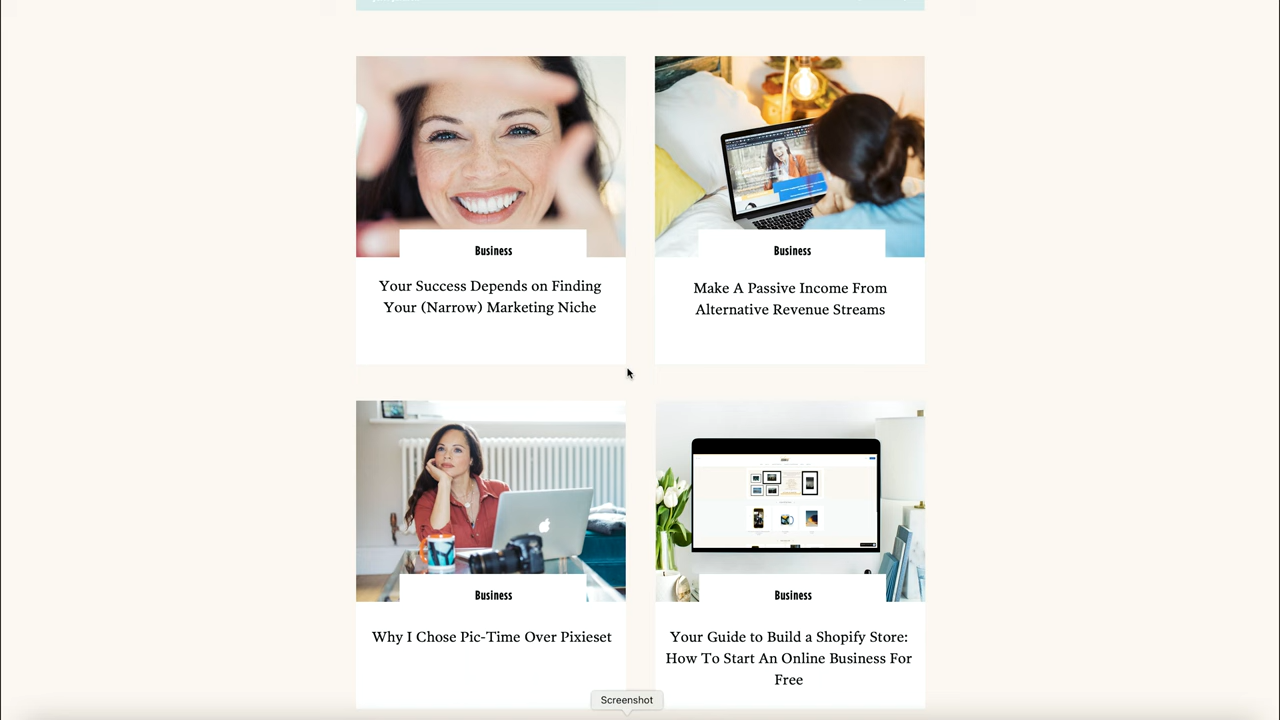 Business
Your Success Depends on Finding
Your (Narrow) Marketing Niche
Business
Make A Passive Income From
Alternative Revenue Streams
Business
Why I Chose Pic-Time Over Pixieset
Business
Your Guide to Build a Shopify Store:
How To Start An Online Business For
Free
Screenshot